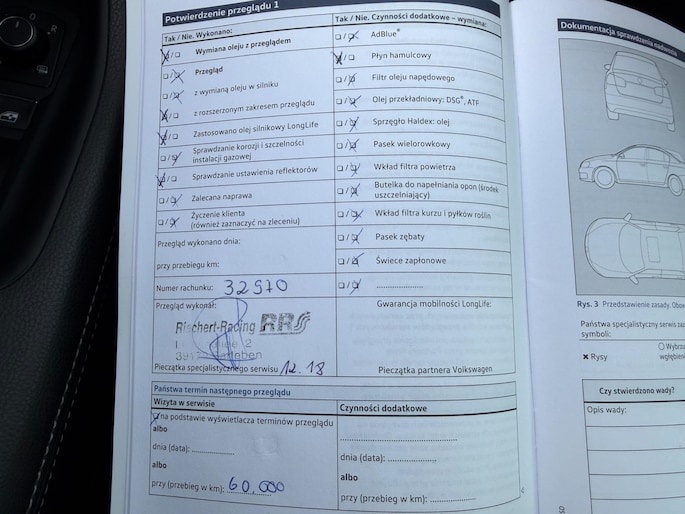 Potwierdzenie przeglądu 1
Tak / Nie. Wykonano:
Wymiana oleju z przeglądem
Przegląd
z wymianą oleju w silniku
z rozszerzonym zakresem przeglądu
Zastosowano olej silnikowy LongLife
Sprawdzanie korozji i szczelności
instalacji gazowej
Sprawdzanie ustawienia reflektorów
Zalecana naprawa
Życzenie klienta
(również zaznaczyć na zleceniu)
Przegląd wykonano dnia:
przy przebiegu km:
Numer rachunku: 32570
Przegląd wykonał:
Rischert-Racing RRS
2
Pieczątka specjalistycznego serwisu 12.18
Tak / Nie. Czynności dodatkowe – wymiana:
AdBlue®
Płyn hamulcowy
Filtr oleju napędowego
Olej przekładniowy: DSG®, ATF
Sprzęgło Haldex: olej
Pasek wielorowkowy
Wkład filtra powietrza
Butelka do napełniania opon (środek
uszczelniający)
Wkład filtra kurzu i pyłków roślin
Pasek zębaty
Świece zapłonowe
Gwarancja mobilności LongLife:
Pieczątka partnera Volkswagen
Państwa termin następnego przeglądu
Wizyta w serwisie
na podstawie wyświetlacza terminów przeglądu
albo
dnia (data):
albo
przy (przebieg w km): 60.000
Czynności dodatkowe
dnia (data):
albo
przy (przebieg w km):
Dokumentacja sprawdzenia nadwozia
Rys. 3 Przedstawienie zasady.
Państwa specjalistyczny serwis
symboli:
Rysy
Czy stwierdzono wady?
Opis wady: